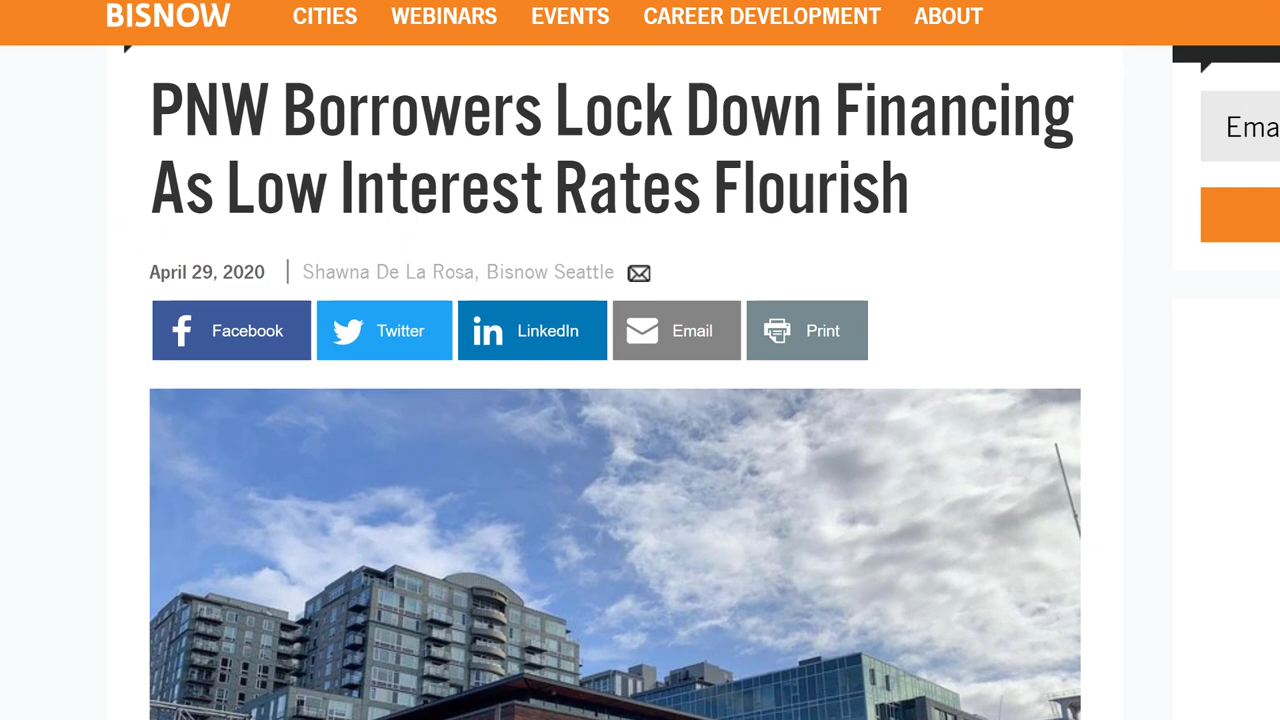 BISNOW CITIES WEBINARS EVENTS CAREER DEVELOPMENT ABOUT
PNW Borrowers Lock Down Financing
As Low Interest Rates Flourish
April 29, 2020 | Shawna De La Rosa, Bisnow Seattle
Facebook Twitter LinkedIn Email Print